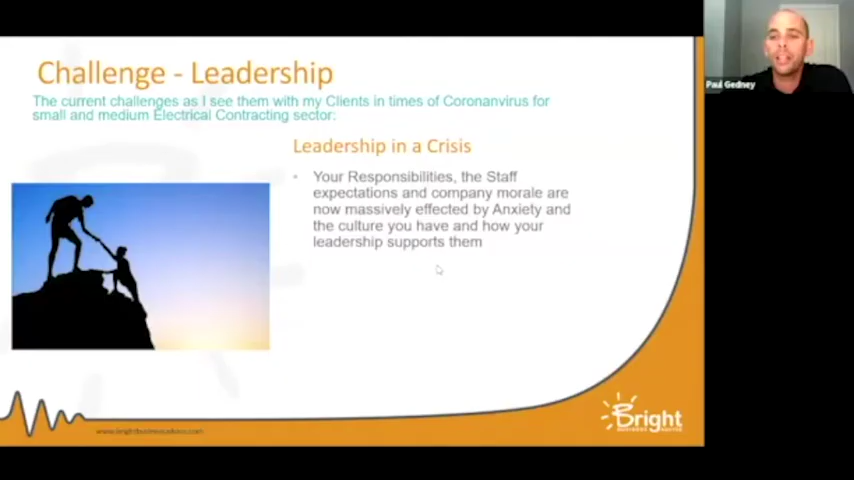 Challenge - Leadership
The current challenges as I see them with my Clients in times of Coronanvirus for
small and medium Electrical Contracting sector:
Leadership in a Crisis
• Your Responsibilities, the Staff
expectations and company morale are
now massively effected by Anxiety and
the culture you have and how your
leadership supports them
Paul Gedney
Bright